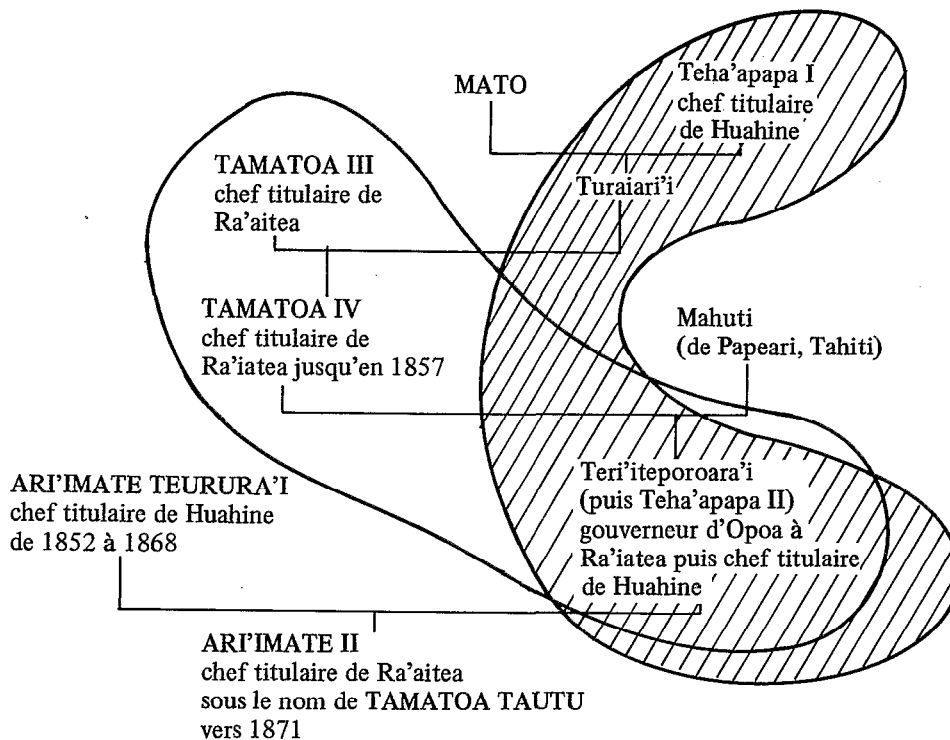 MATO
Teha'apapa I
chef titulaire
de Huahine
TAMATOA III
chef titulaire de
Ra'aitea
Turaiari'i
TAMATOA IV
chef titulaire de
Ra'iatea jusqu'en 1857
Mahuti
(de Papeari, Tahiti)
ARI'IMATE TEURURA'I
chef titulaire de Huahine
de 1852 à 1868
Teri'iteporoara'i
(puis Teha'apapa II)
gouverneur d'Opoa à
Ra'iatea puis chef titulaire
de Huahine
ARI'IMATE II
chef titulaire de Ra'aitea
sous le nom de TAMATOA TAUTU
vers 1871